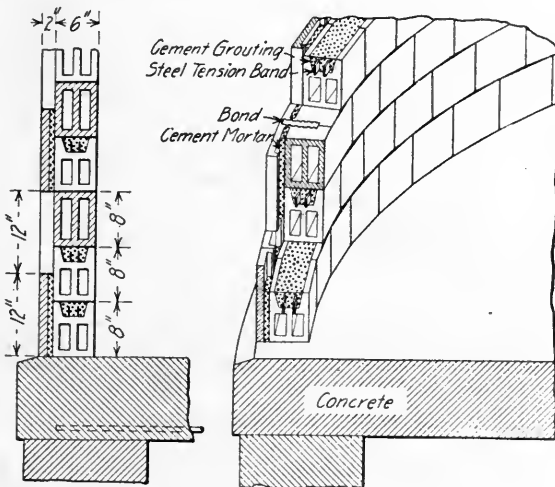 2" 6"
Cement Grouting
Steel Tension Band
Bond
Cement Mortar
12"
12"
8"
8"
8"
Concrete